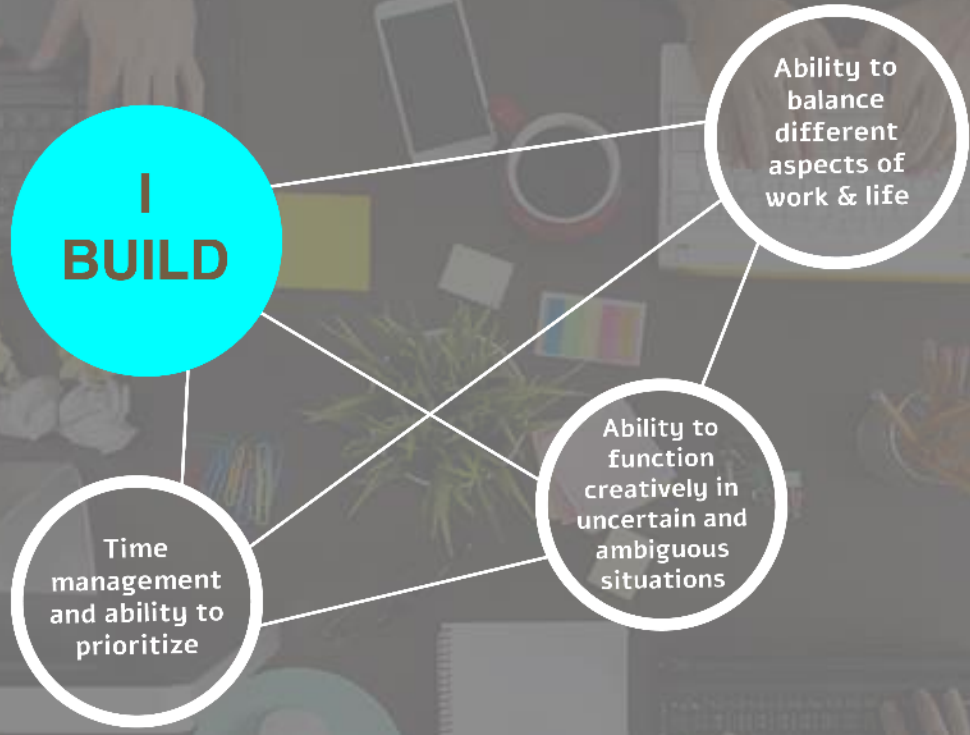 I
BUILD
Ability to
balance
different
aspects of
work & life
Ability to
function
creatively in
uncertain and
ambiguous
situations
Time
management
and ability to
prioritize